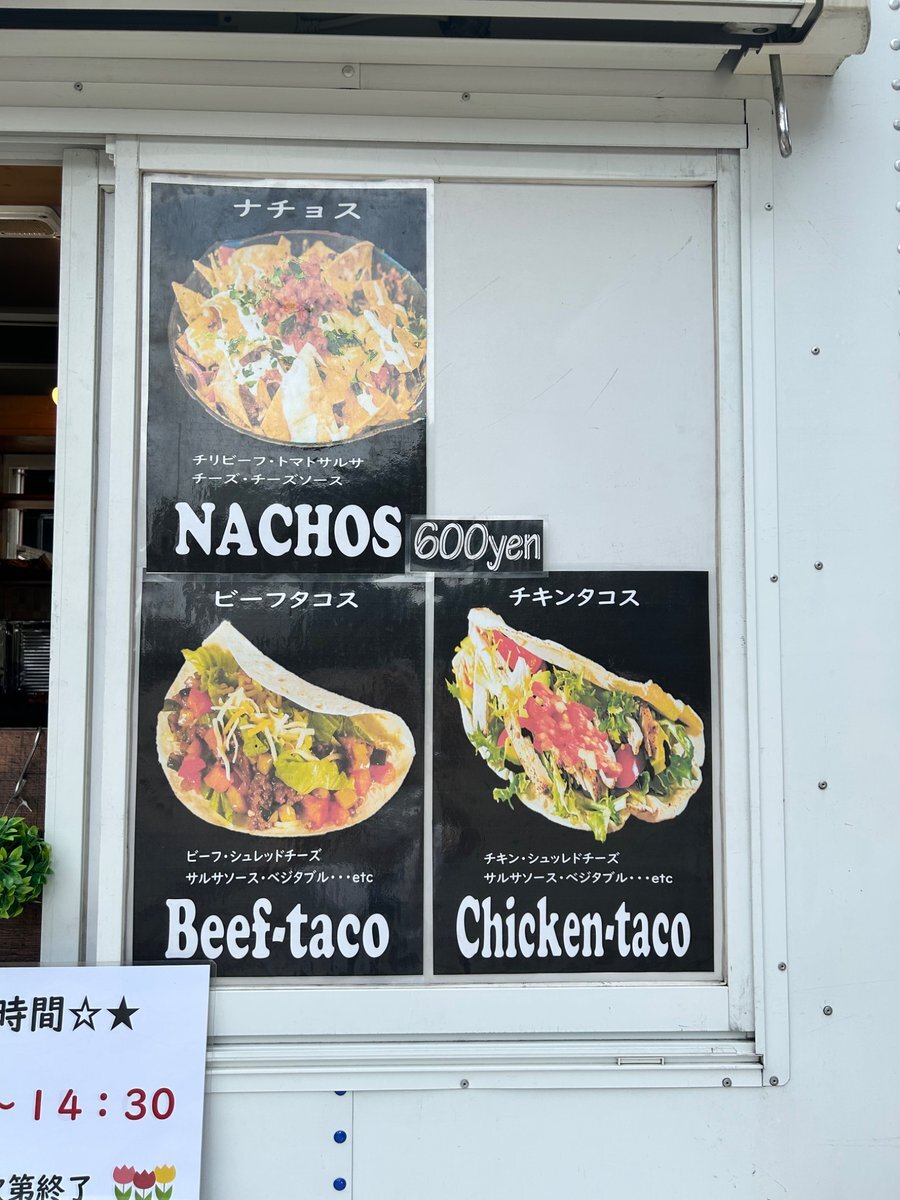 ナチョス
チリビーフ・トマトサルサ
チーズ・チーズソース
NACHOS
600yen
ビーフタコス
ビーフ・シュレッドチーズ
サルサソース・ベジタブル・・・etc
Beef-taco
チキンタコス
チキン・シュッレドチーズ
サルサソース・ベジタブル・・・etc
Chicken-taco
時間☆★
～14：30
次第終了